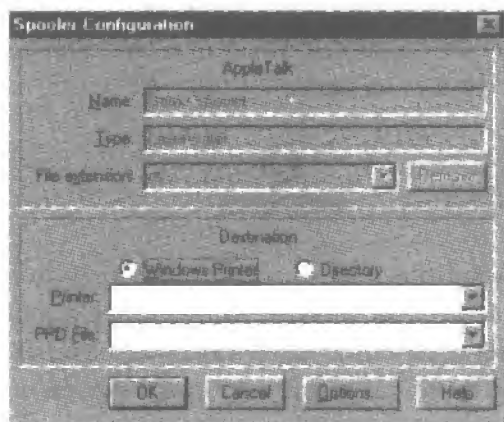 Spooler Configuration
AppleTalk
Name:
Type:
File extension:
Destination
Windows Printer Directory
Printer:
PPD File:
OK Cancel Options... Help